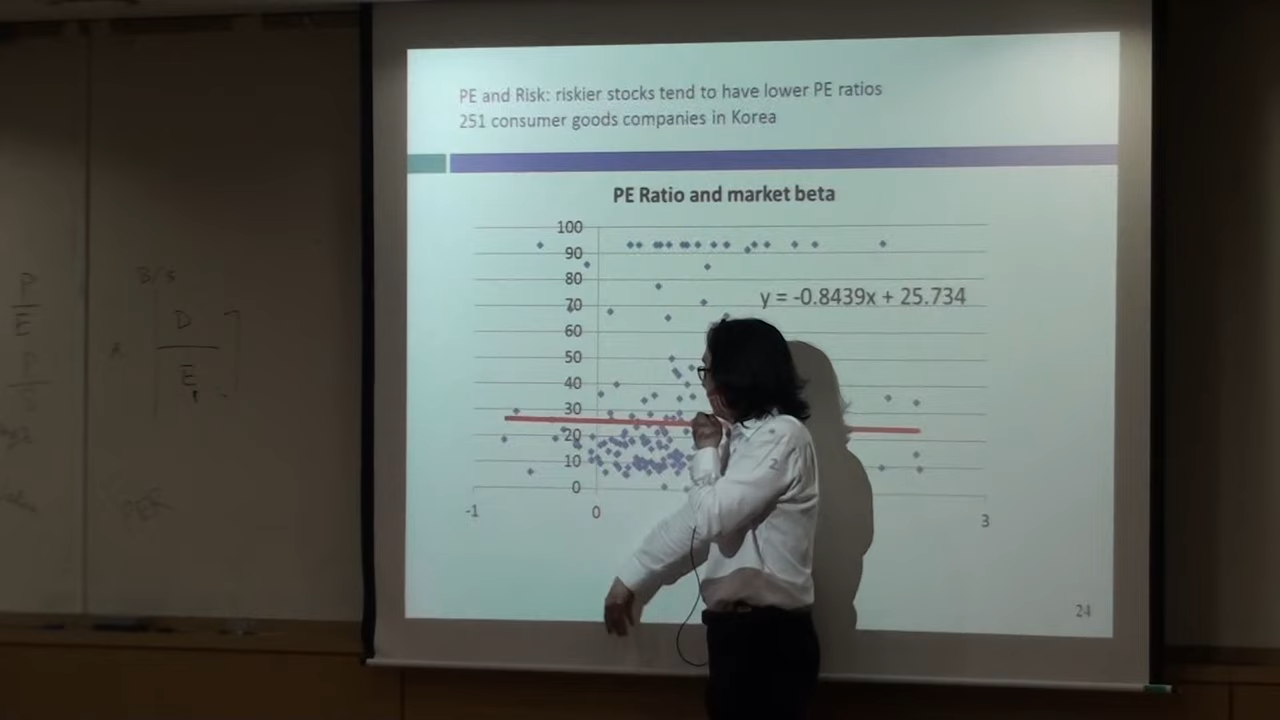 PE and Risk: riskier stocks tend to have lower PE ratios
251 consumer goods companies in Korea
PE Ratio and market beta
100
90
80
70
60
50
40
30
20
10
0
y = -0.8439x + 25.734
-1
0
2
3
24
P
E
P
B/S
A
D
E
PER